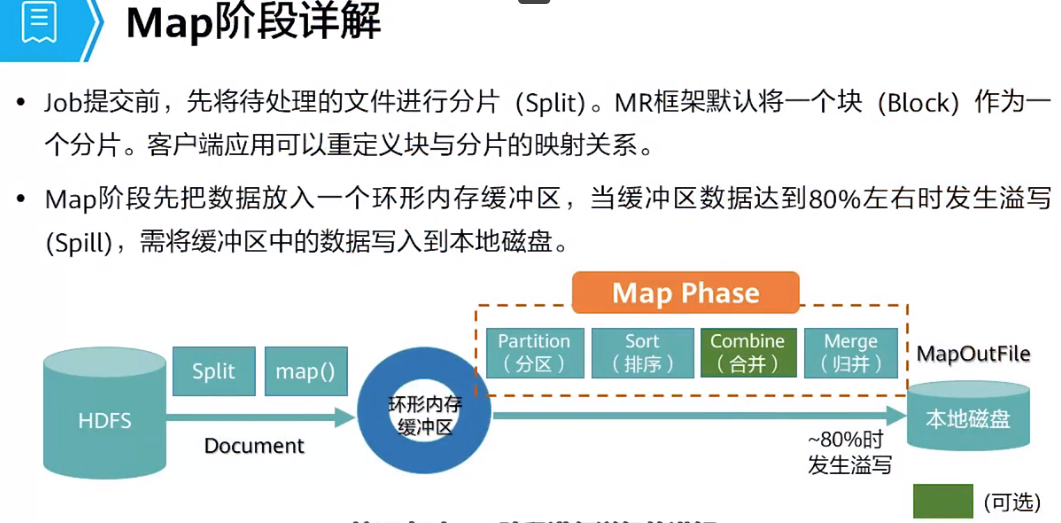 Map阶段详解
• Job提交前，先将待处理的文件进行分片 (Split)。MR框架默认将一个块 (Block) 作为一
个分片。客户端应用可以重定义块与分片的映射关系。
• Map阶段先把数据放入一个环形内存缓冲区，当缓冲区数据达到80%左右时发生溢写
(Spill)，需将缓冲区中的数据写入到本地磁盘。
Map Phase
Partition
（分区）
Sort
（排序）
Combine
（合并）
Merge
（归并）
MapOutFile
Split
map()
HDFS
Document
环形内存
缓冲区
本地磁盘
~80%时
发生溢写
(可选)